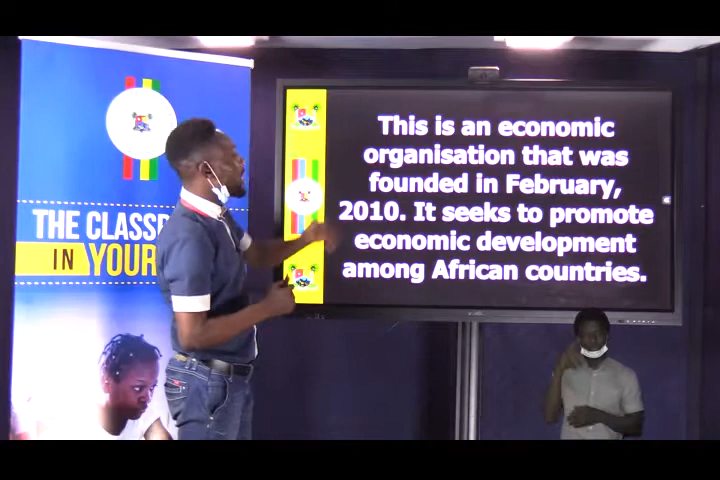 THE CLASSR
IN YOUR
This is an economic
organisation that was
founded in February,
2010. It seeks to promote
economic development
among African countries.